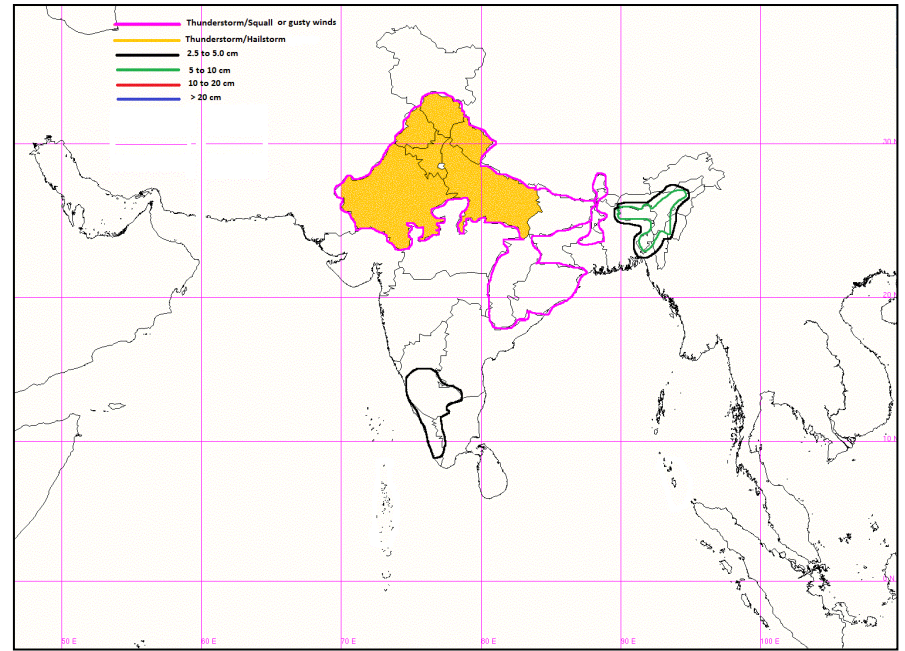 Thunderstorm/Squall or gusty winds
Thunderstorm/Hailstorm
2.5 to 5.0 cm
5 to 10 cm
10 to 20 cm
> 20 cm
30 N
20 N
10 N
0 N
50 E
60 E
70 E
80 E
90 E
100 E